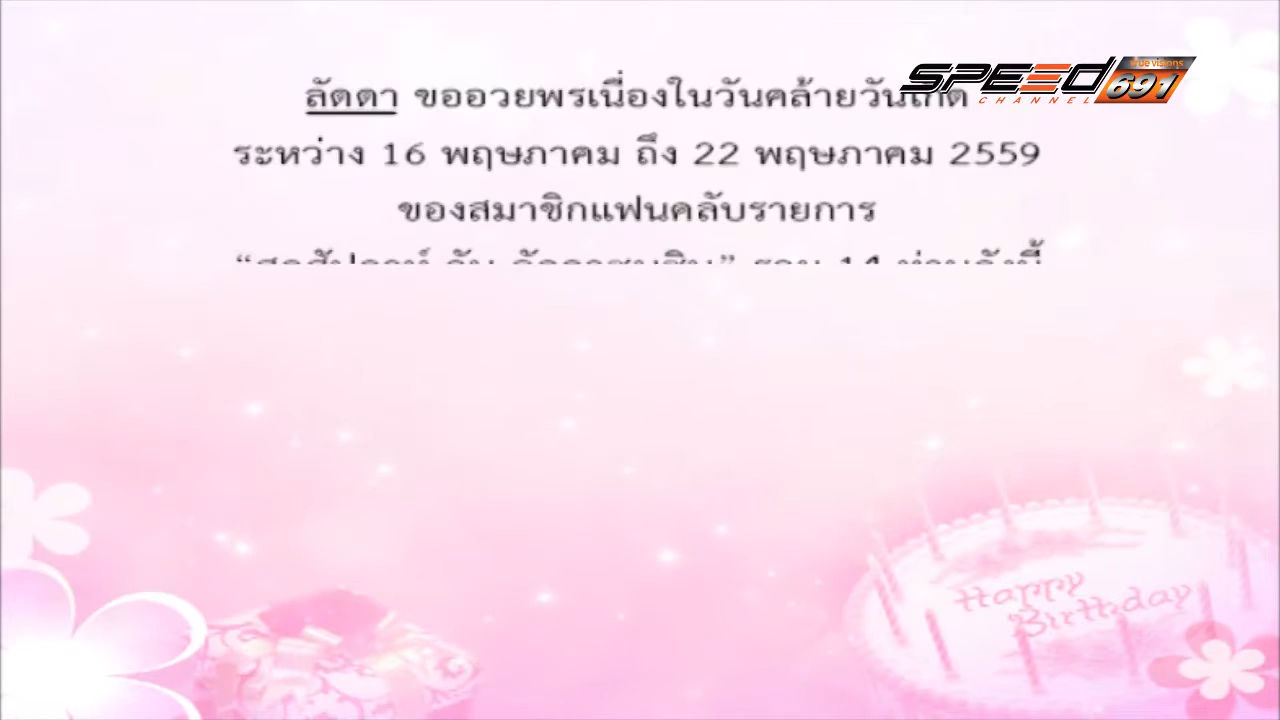 SPEED
CHANNEL
true visions
691
ลัดดา ขออวยพรเนื่องในวันคล้ายวันเกิด
ระหว่าง 16 พฤษภาคม ถึง 22 พฤษภาคม 2559
ของสมาชิกแฟนคลับรายการ
Happy
Birthday